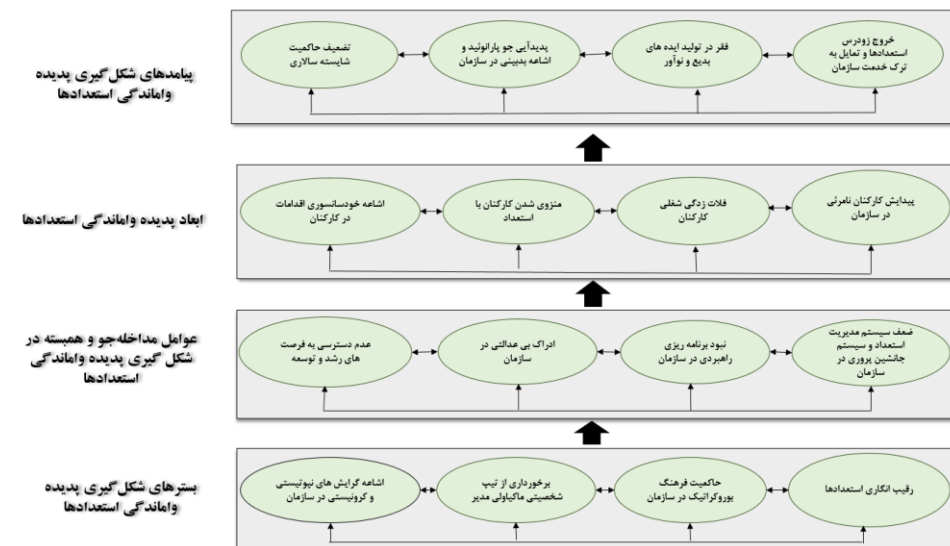 پیامدهای شکل گیری پدیده
واماندگی استعدادها
خروج زودرس
استعدادها و تمایل به
ترک خدمت سازمان
فقر در تولید ایده های
بدیع و نوآور
پدیدآیی جو پارانوئید و
اشاعه بدبینی در سازمان
تضعیف حاکمیت
شایسته سالاری
ابعاد پدیده واماندگی استعدادها
پیدایش کارکنان نامرئی
در سازمان
فلات زدگی شغلی
کارکنان
منزوی شدن کارکنان با
استعداد
اشاعه خودسانسوری اقدامات
در کارکنان
عوامل مداخله‌جو و همبسته در
شکل گیری پدیده واماندگی
استعدادها
ضعف سیستم مدیریت
استعداد و سیستم
جانشین پروری در
سازمان
نبود برنامه ریزی
راهبردی در سازمان
ادراک بی عدالتی در
سازمان
عدم دسترسی به فرصت
های رشد و توسعه
بسترهای شکل‌گیری پدیده
واماندگی استعدادها
رقیب انگاری استعدادها
حاکمیت فرهنگ
بوروکراتیک در سازمان
برخورداری از تیپ
شخصیتی ماکیاولی مدیر
اشاعه گرایش های نپوتیستی
و کرونیستی در سازمان